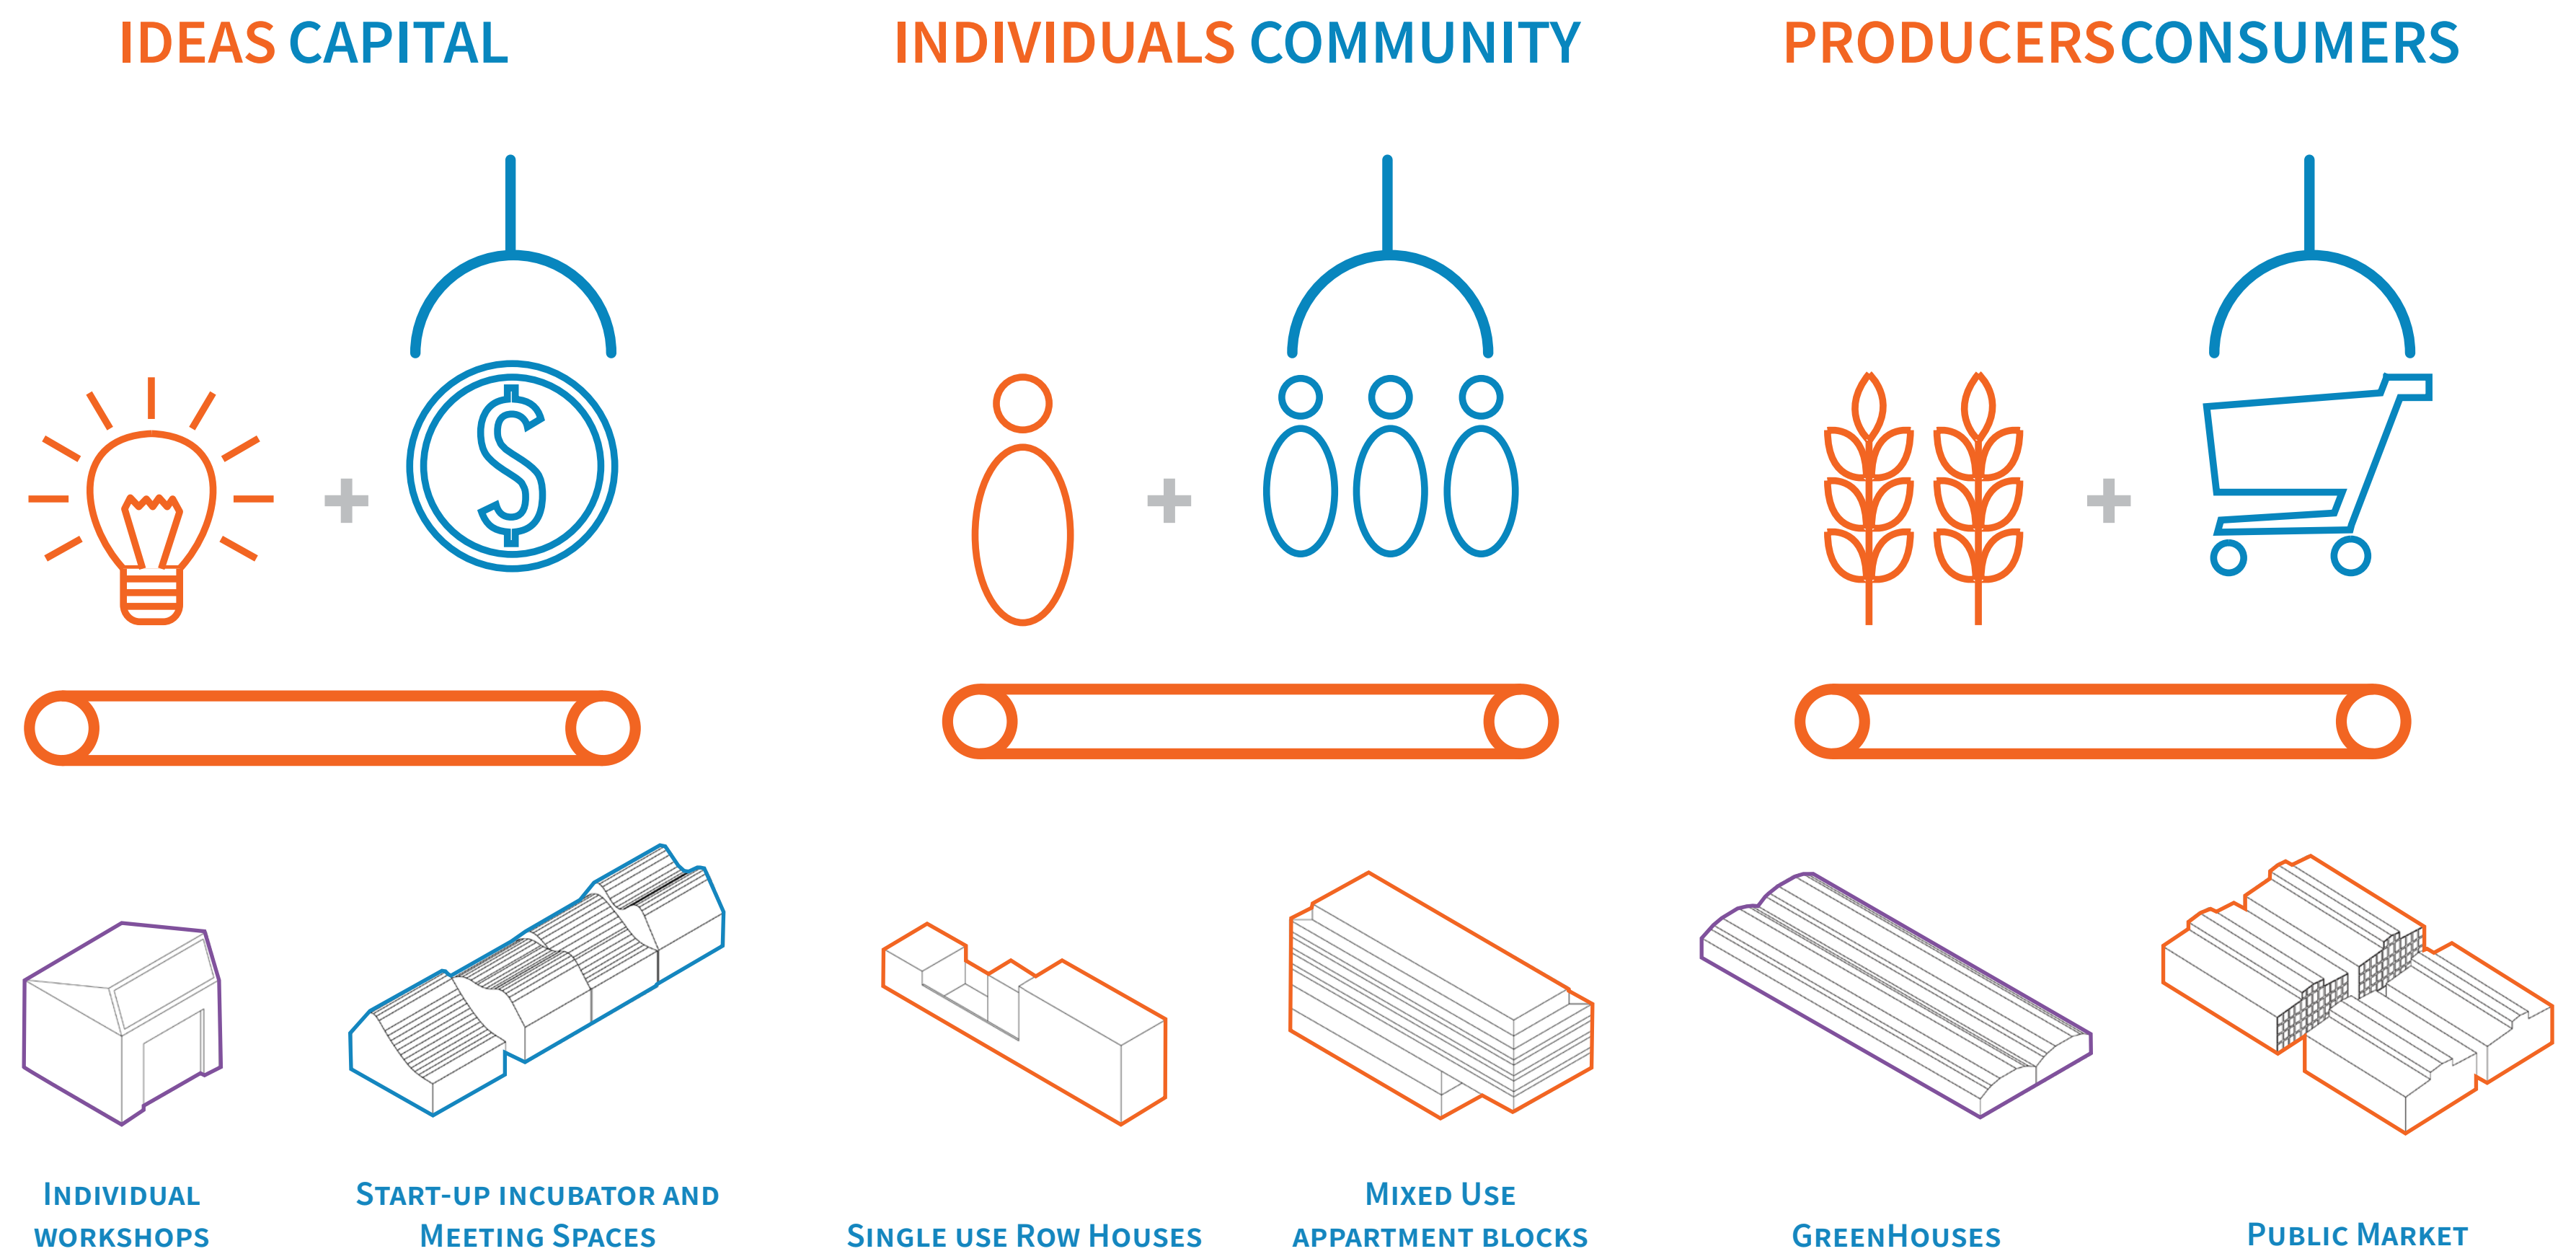 IDEAS CAPITAL
INDIVIDUALS COMMUNITY
PRODUCERS CONSUMERS
$
Individual
workshops
Start-up incubator and
Meeting Spaces
Single use Row Houses
Mixed Use
appartment blocks
GreenHouses
Public Market